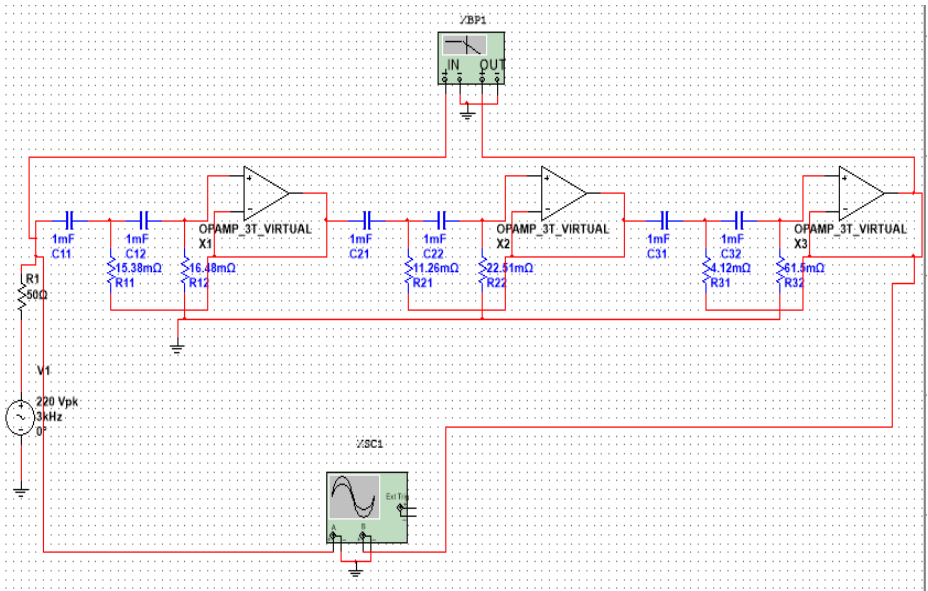 XBP1
IN OUT
OPAMP_3T_VIRTUAL
X1
OPAMP_3T_VIRTUAL
X2
OPAMP_3T_VIRTUAL
X3
1mF
C11
1mF
C12
1mF
C21
1mF
C22
1mF
C31
1mF
C32
15.38mΩ
R11
16.48mΩ
R12
11.26mΩ
R21
22.51mΩ
R22
4.12mΩ
R31
61.5mΩ
R32
R1
50Ω
V1
220 Vpk
3kHz
0°
XSC1
Ext Trig
A B